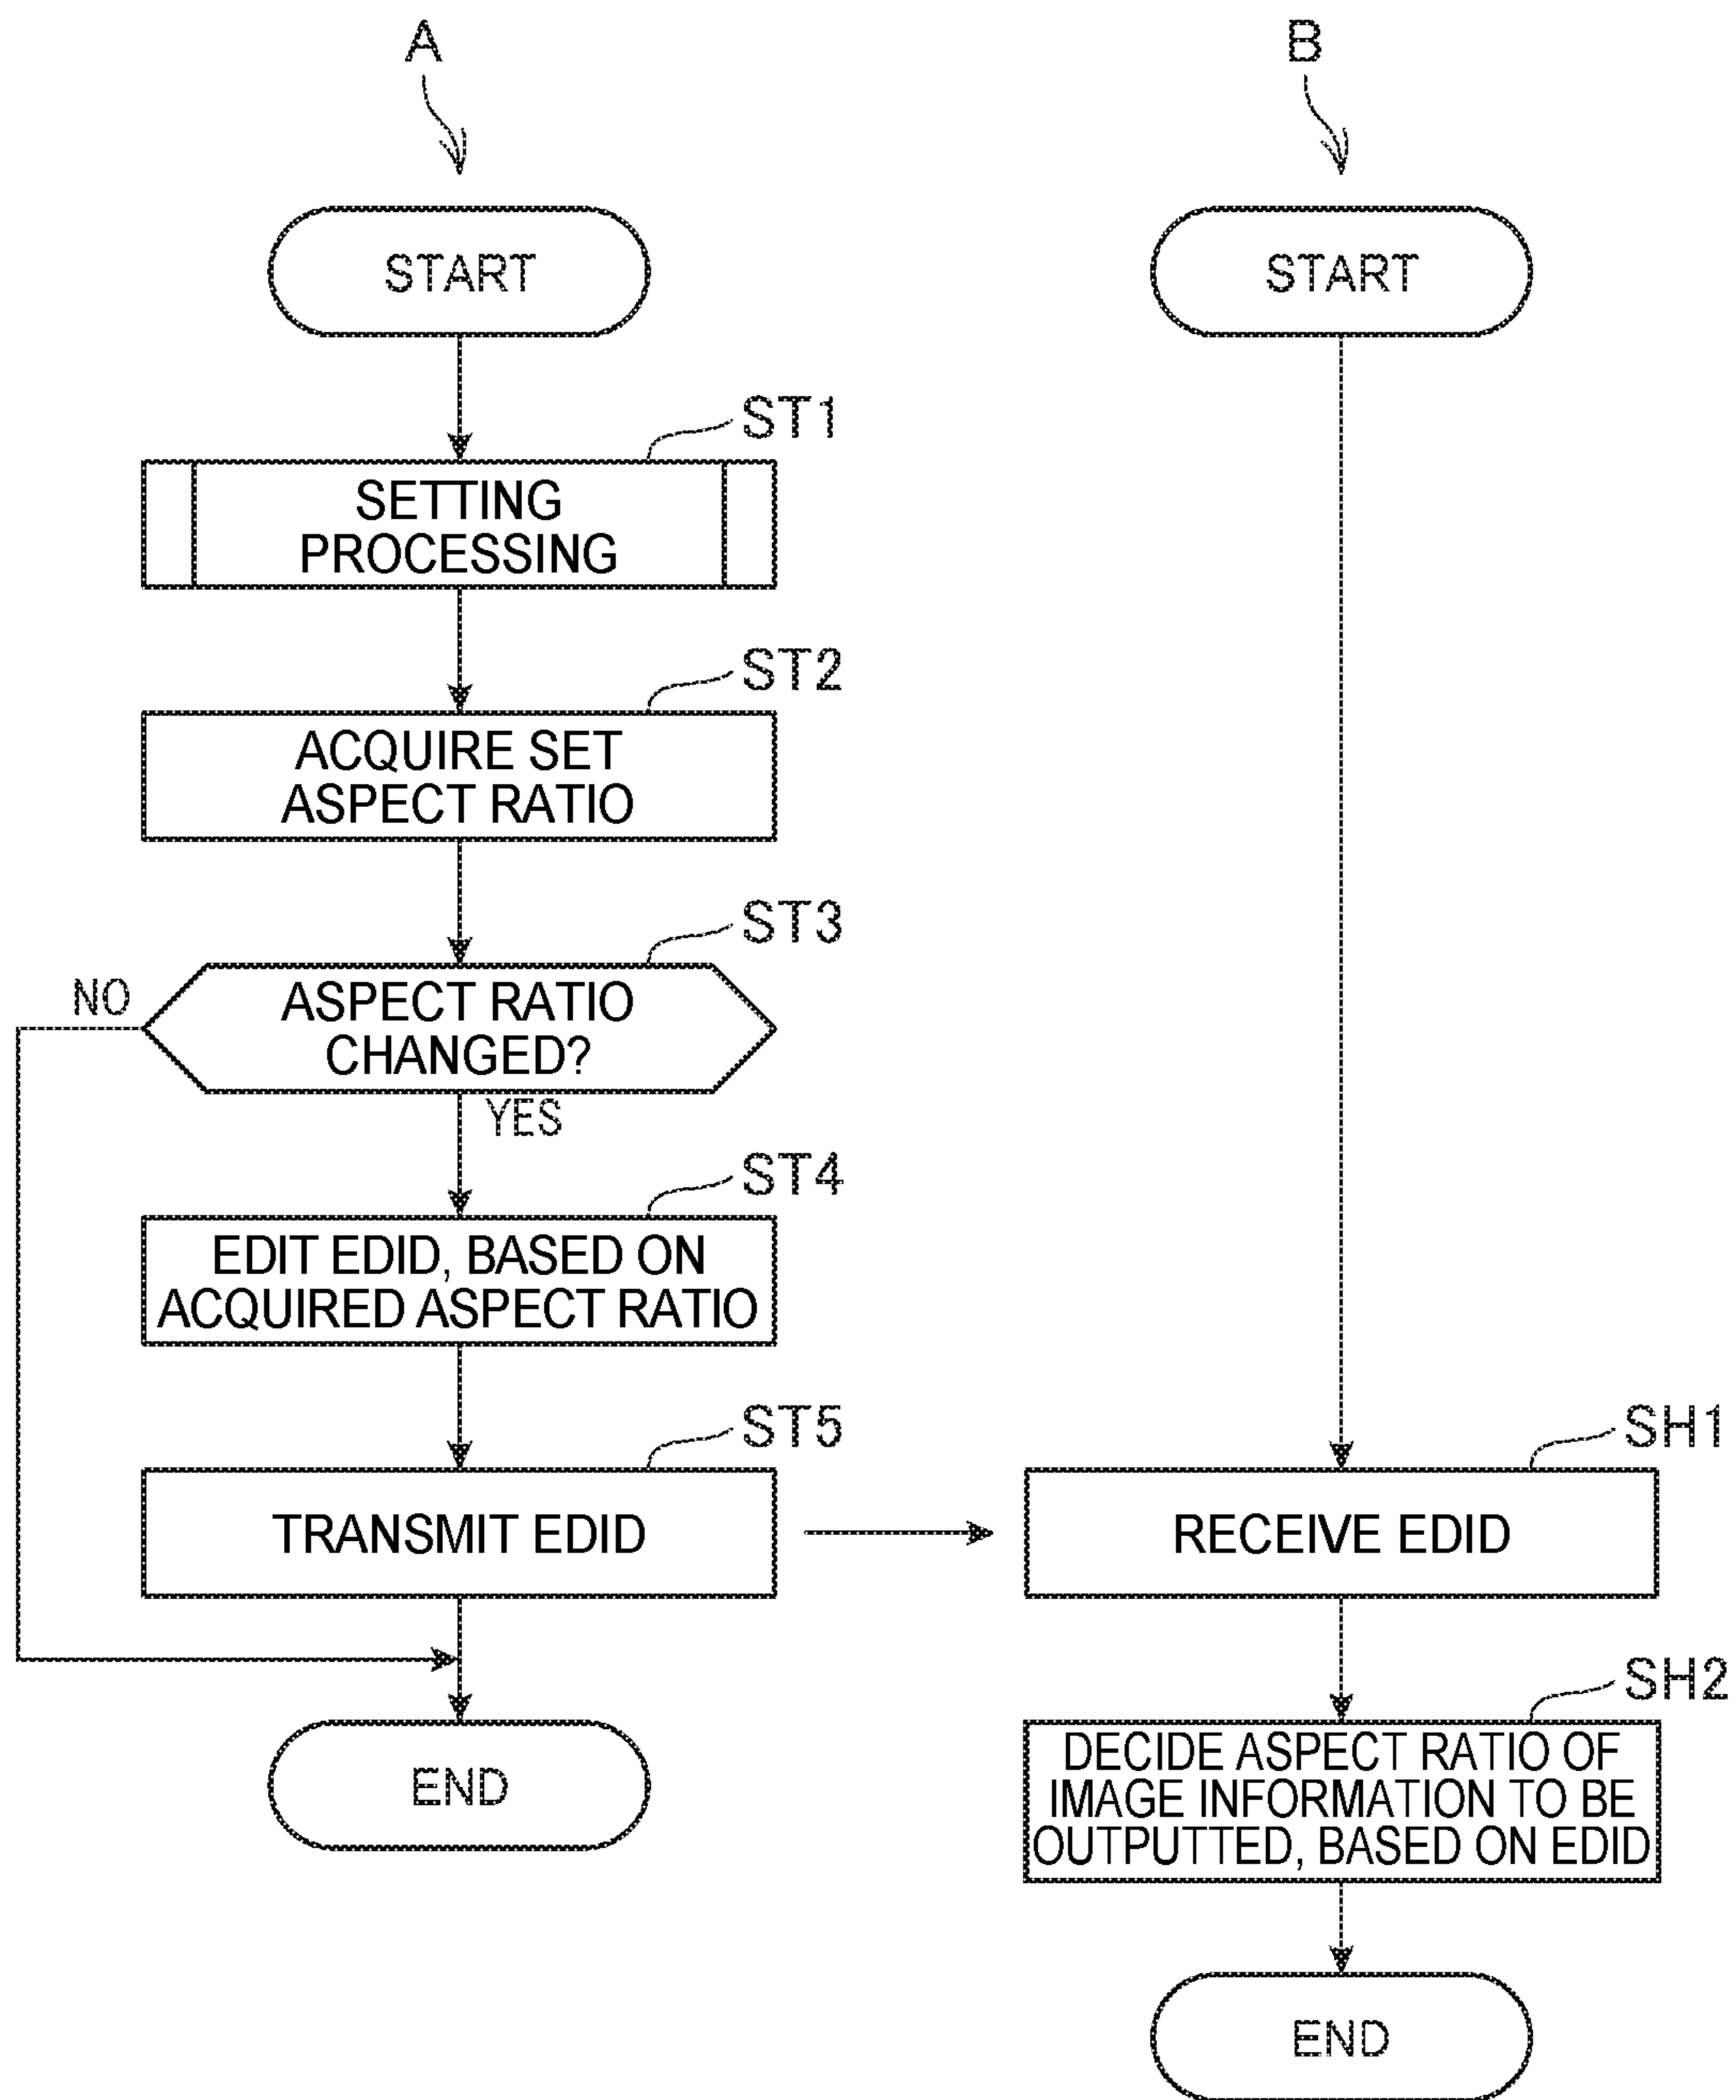 A
START
ST1
SETTING
PROCESSING
ST2
ACQUIRE SET
ASPECT RATIO
ST3
NO
ASPECT RATIO
CHANGED?
YES
ST4
EDIT EDID, BASED ON
ACQUIRED ASPECT RATIO
ST5
TRANSMIT EDID
END
B
START
SH1
RECEIVE EDID
SH2
DECIDE ASPECT RATIO OF
IMAGE INFORMATION TO BE
OUTPUTTED, BASED ON EDID
END